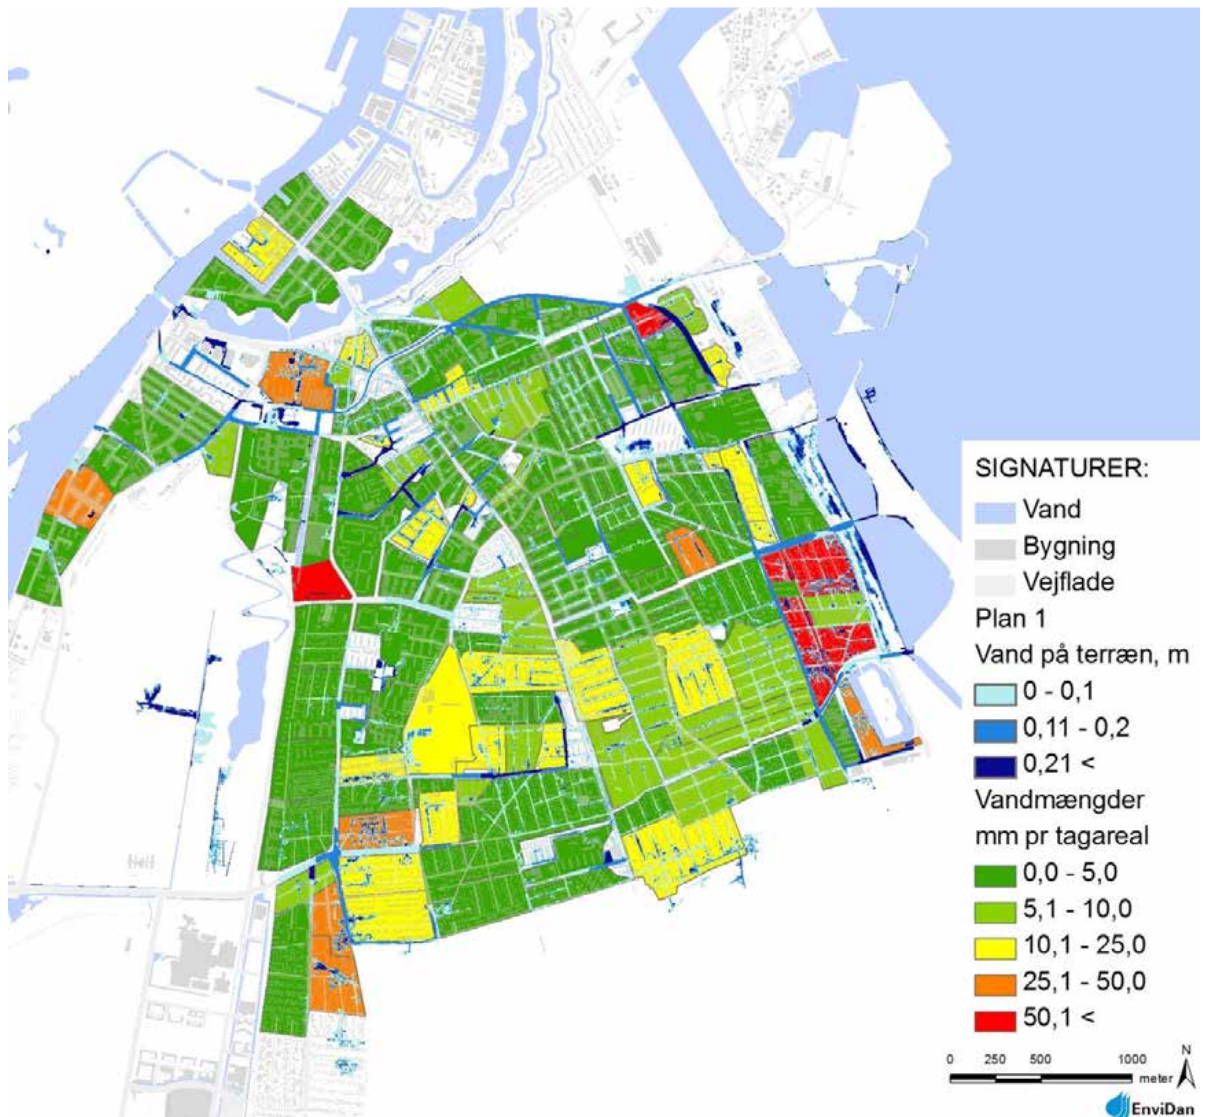 SIGNATURER:
Vand
Bygning
Vejflade
Plan 1
Vand på terræn, m
0 - 0,1
0,11 - 0,2
0,21 <
Vandmængder
mm pr tagareal
0,0 - 5,0
5,1 - 10,0
10,1 - 25,0
25,1 - 50,0
50,1 <
0 250 500 1000
meter
N
EnviDan